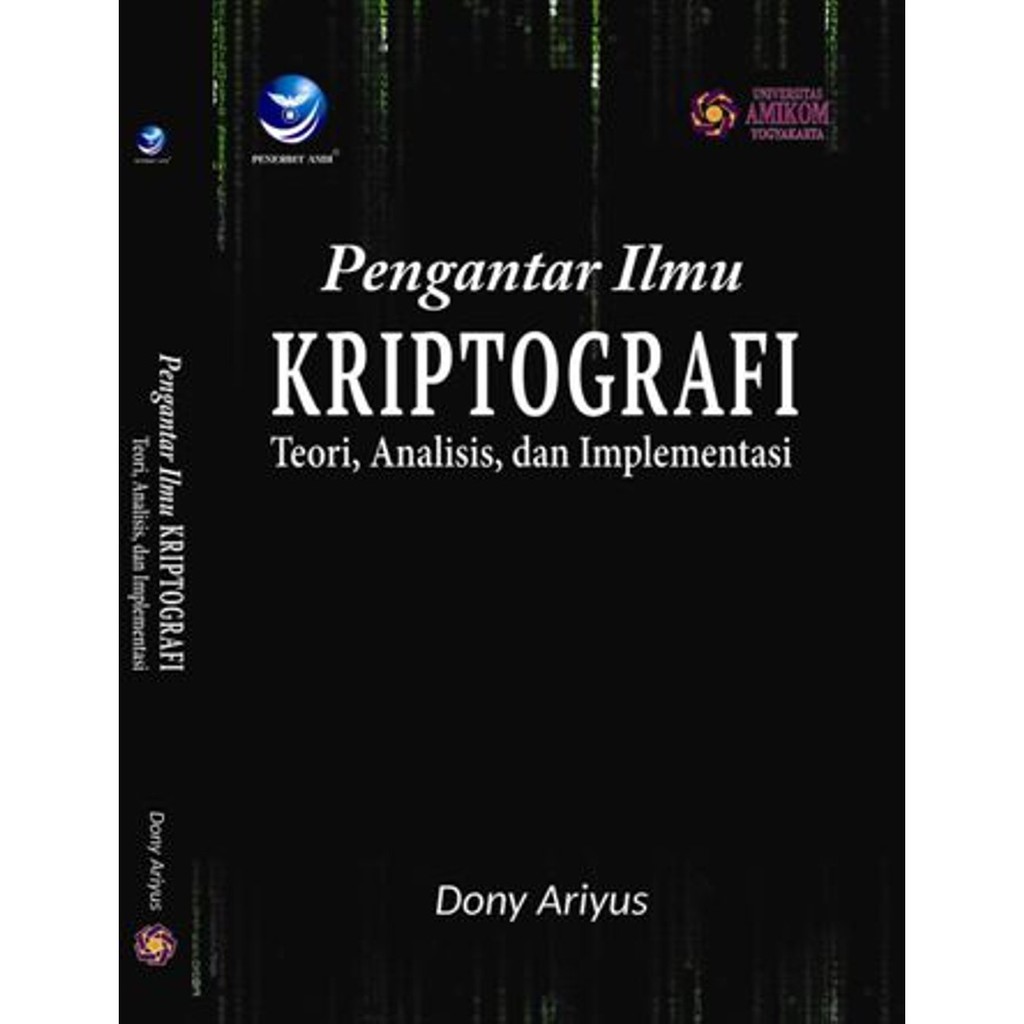 PENERBIT ANDI
UNIVERSITAS
AMIKOM
YOGYAKARTA
Pengantar Ilmu
KRIPTOGRAFI
Teori, Analisis, dan Implementasi
Dony Ariyus
Pengantar Ilmu KRIPTOGRAFI
Teori, Analisis, dan Implementasi
Dony Ariyus